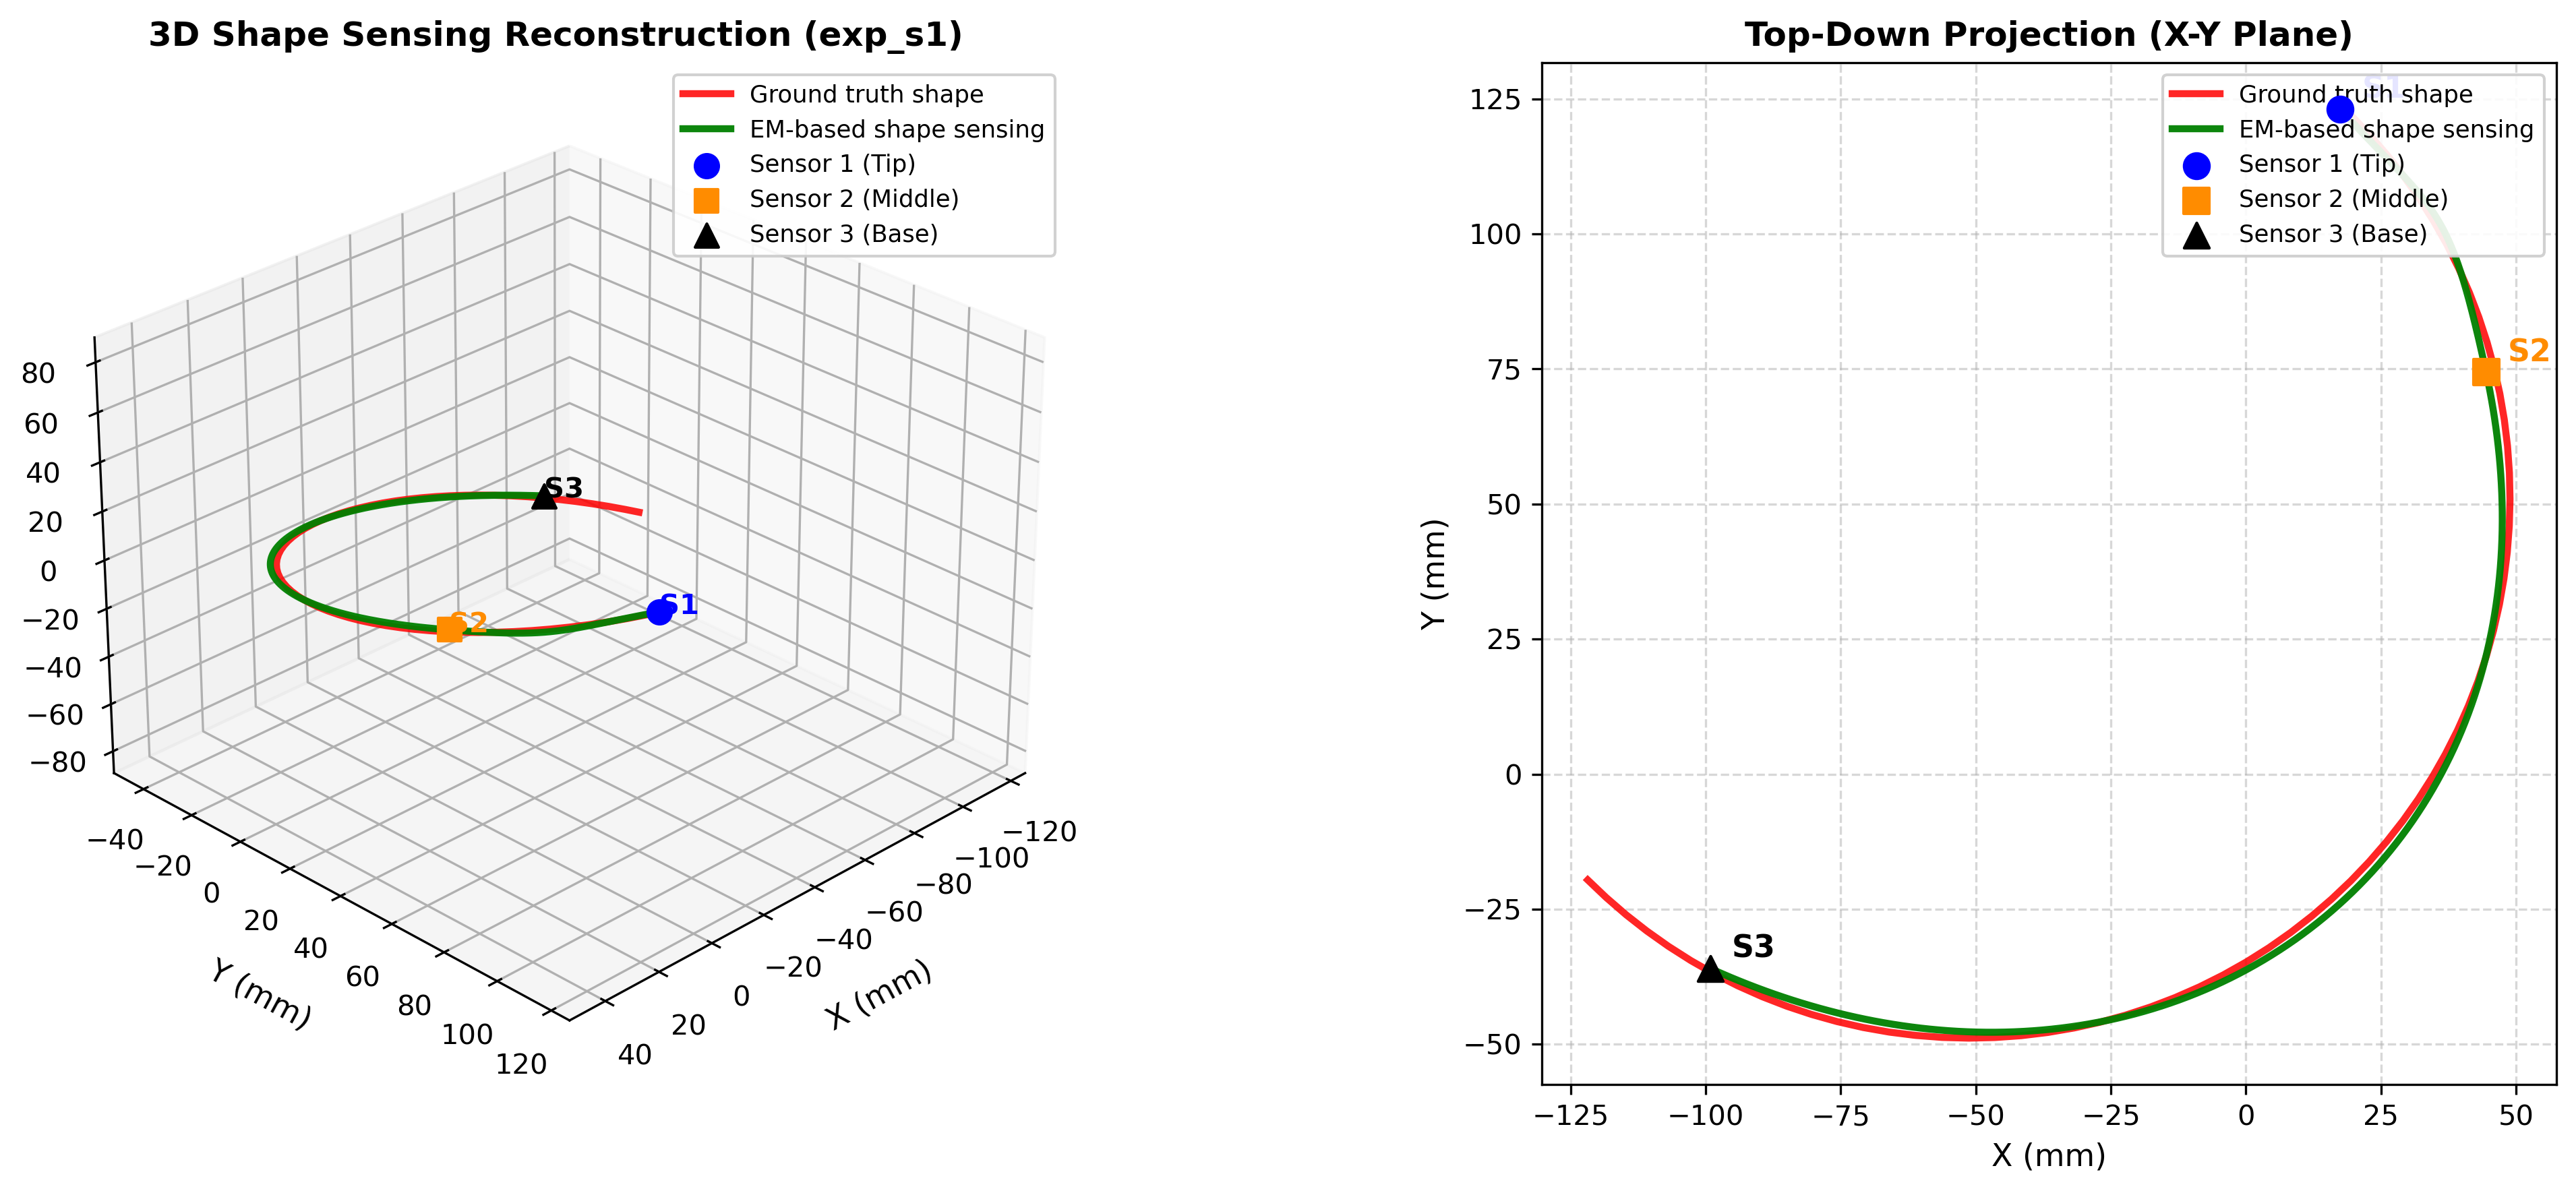 3D Shape Sensing Reconstruction (exp_s1)
Ground truth shape
EM-based shape sensing
Sensor 1 (Tip)
Sensor 2 (Middle)
Sensor 3 (Base)
S3
S1
S2
80
60
40
20
0
−20
−40
−60
−80
−40
−20
0
20
40
60
80
100
120
Y (mm)
−120
−100
−80
−60
−40
−20
0
20
40
X (mm)
Top-Down Projection (X-Y Plane)
S1
Ground truth shape
EM-based shape sensing
Sensor 1 (Tip)
Sensor 2 (Middle)
Sensor 3 (Base)
S2
S3
125
100
75
50
25
0
−25
−50
Y (mm)
−125
−100
−75
−50
−25
0
25
50
X (mm)